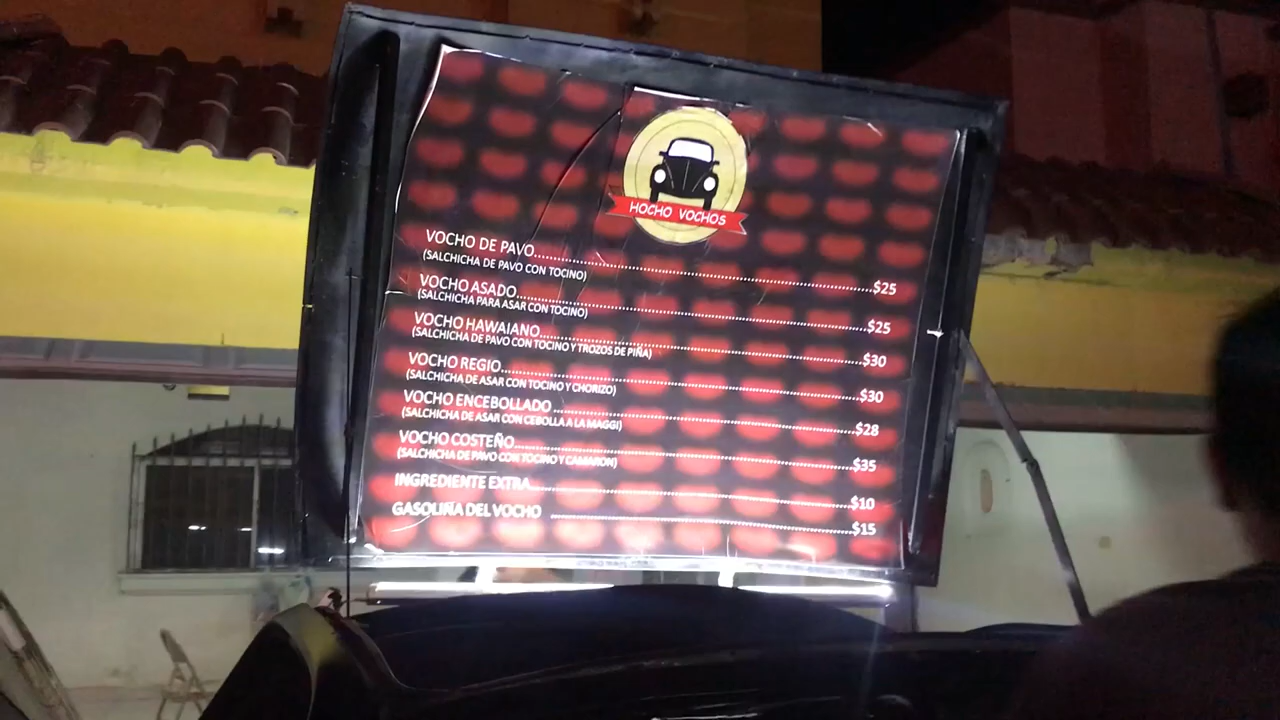 HOCHO VOCHOS
VOCHO DE PAVO..........$25
(SALCHICHA DE PAVO CON TOCINO)
VOCHO ASADO..........$25
(SALCHICHA PARA ASAR CON TOCINO)
VOCHO HAWAIANO..........$30
(SALCHICHA DE PAVO CON TOCINO Y TROZOS DE PIÑA)
VOCHO REGIO..........$30
(SALCHICHA DE ASAR CON TOCINO Y CHORIZO)
VOCHO ENCEBOLLADO ..........$28
(SALCHICHA DE ASAR CON CEBOLLA A LA MAGGI)
VOCHO COSTEÑO..........$35
(SALCHICHA DE PAVO CON TOCINO Y CAMARON)
INGREDIENTE EXTRA..........$10
GASOLINA DEL VOCHO ..........$15